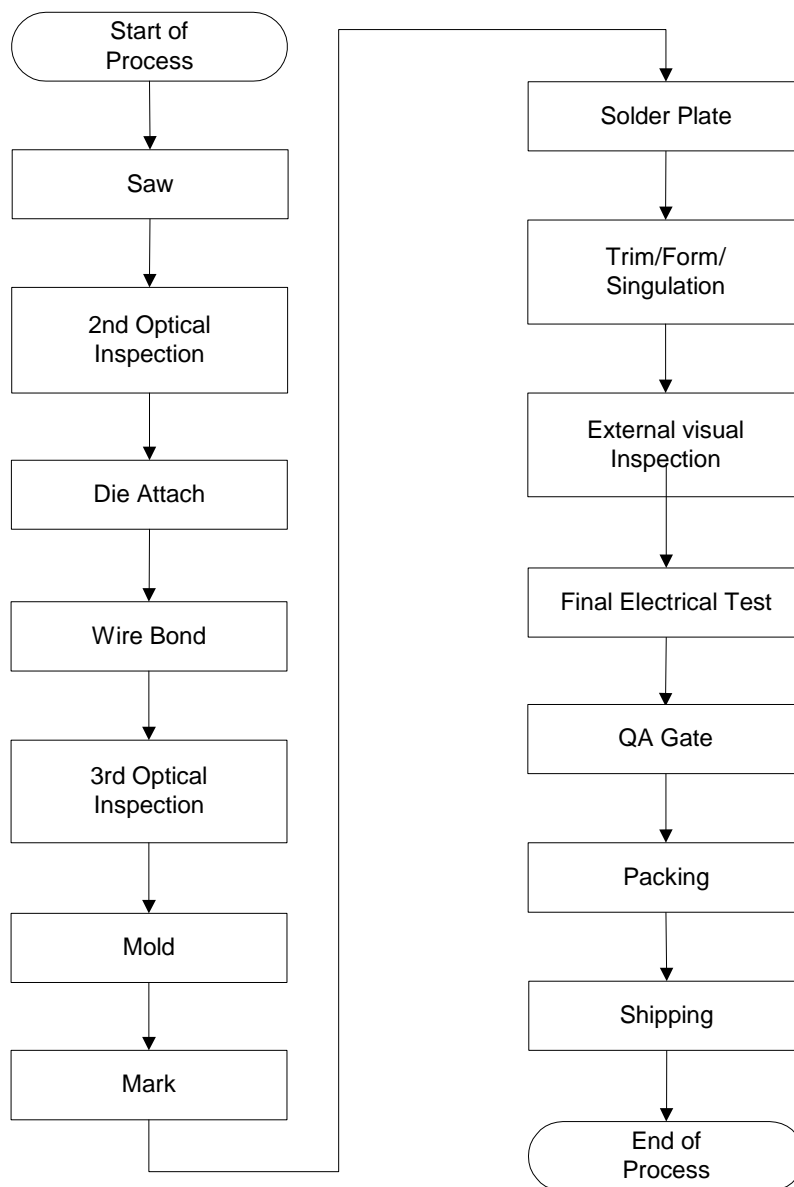 Start of
Process
Saw
2nd Optical
Inspection
Die Attach
Wire Bond
3rd Optical
Inspection
Mold
Mark
Solder Plate
Trim/Form/
Singulation
External visual
Inspection
Final Electrical Test
QA Gate
Packing
Shipping
End of
Process